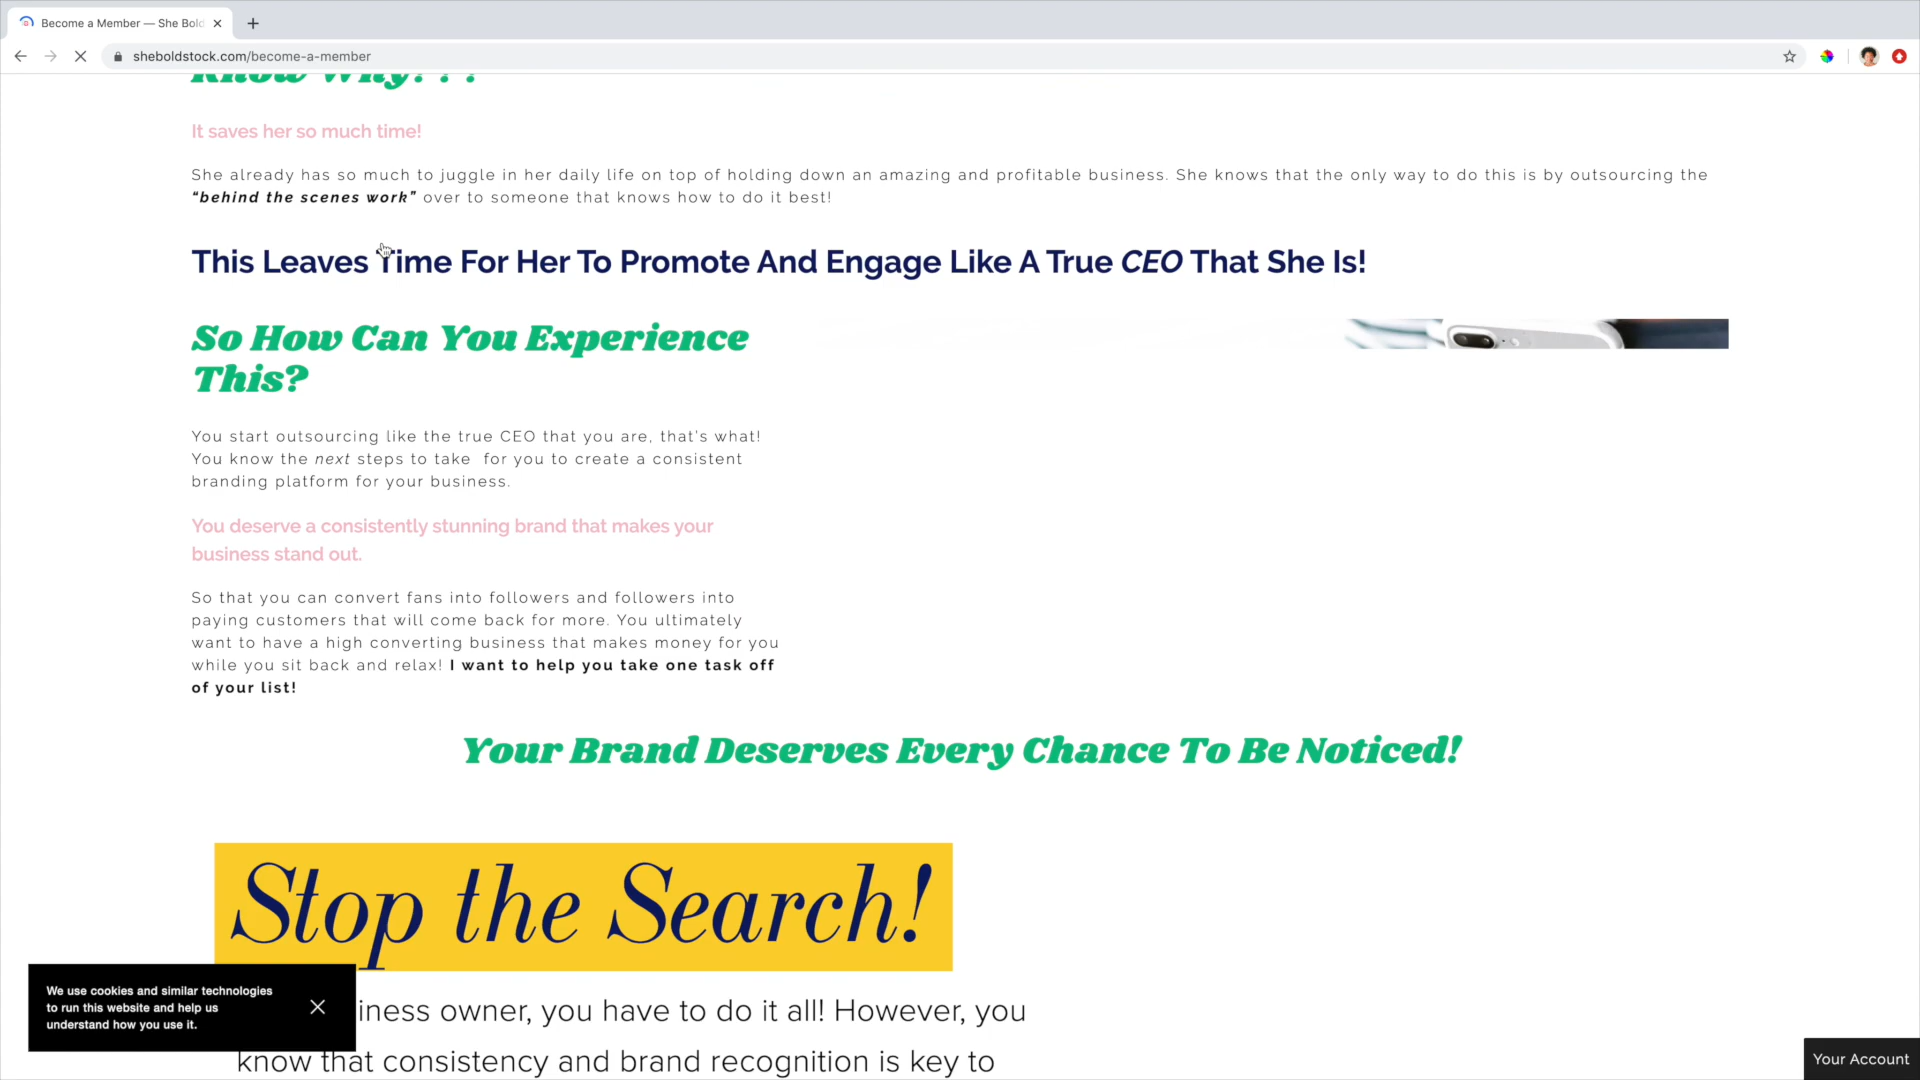 Become a Member — She Bold
sheboldstock.com/become-a-member
Know Why???
It saves her so much time!
She already has so much to juggle in her daily life on top of holding down an amazing and profitable business. She knows that the only way to do this is by outsourcing the
“behind the scenes work” over to someone that knows how to do it best!
This Leaves Time For Her To Promote And Engage Like A True CEO That She Is!
So How Can You Experience
This?
You start outsourcing like the true CEO that you are, that’s what!
You know the next steps to take for you to create a consistent
branding platform for your business.
You deserve a consistently stunning brand that makes your
business stand out.
So that you can convert fans into followers and followers into
paying customers that will come back for more. You ultimately
want to have a high converting business that makes money for you
while you sit back and relax! I want to help you take one task off
of your list!
Your Brand Deserves Every Chance To Be Noticed!
Stop the Search!
We use cookies and similar technologies
to run this website and help us
understand how you use it.
iness owner, you have to do it all! However, you
know that consistency and brand recognition is key to
Your Account